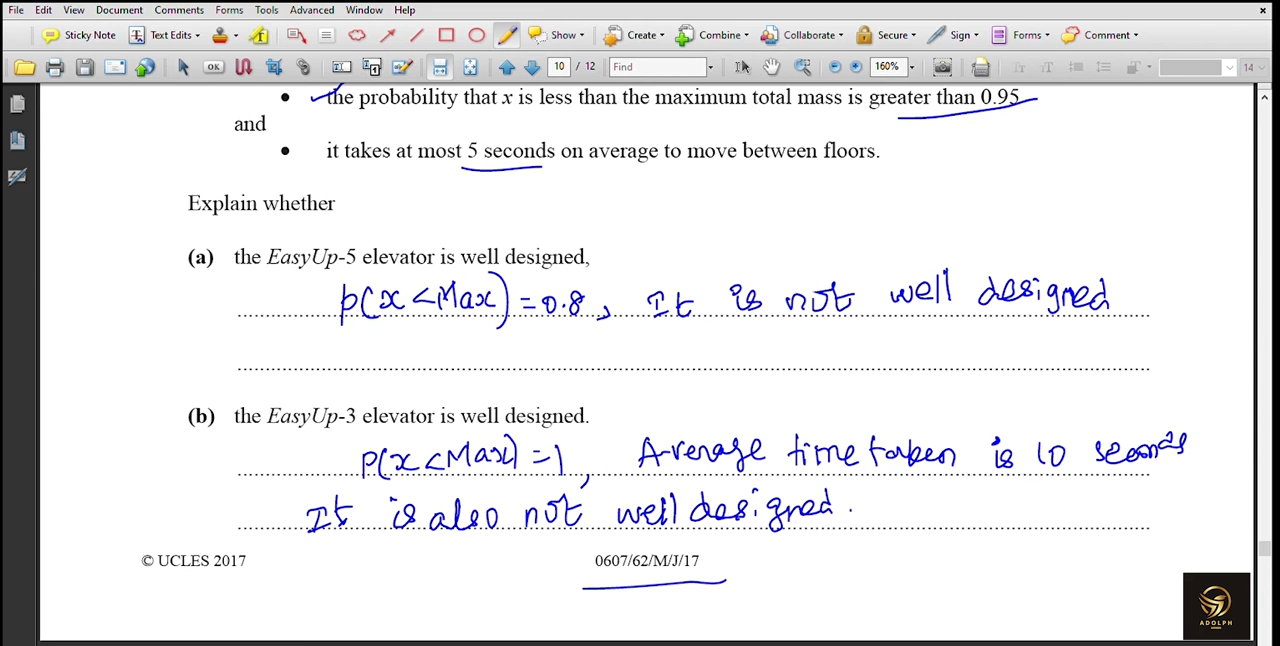 File Edit View Document Comments Forms Tools Advanced Window Help
Sticky Note Text Edits Show Create Combine Collaborate Secure Sign Forms Comment
OK 10 / 12 Find 160% 14
the probability that x is less than the maximum total mass is greater than 0.95
and
it takes at most 5 seconds on average to move between floors.
Explain whether
(a) the EasyUp-5 elevator is well designed,
p(x < Max) = 0.8, It is not well designed
(b) the EasyUp-3 elevator is well designed.
P(x < Max) = 1, Average time taken is 10 seconds
It is also not well designed.
© UCLES 2017 0607/62/M/J/17
ADOLPH